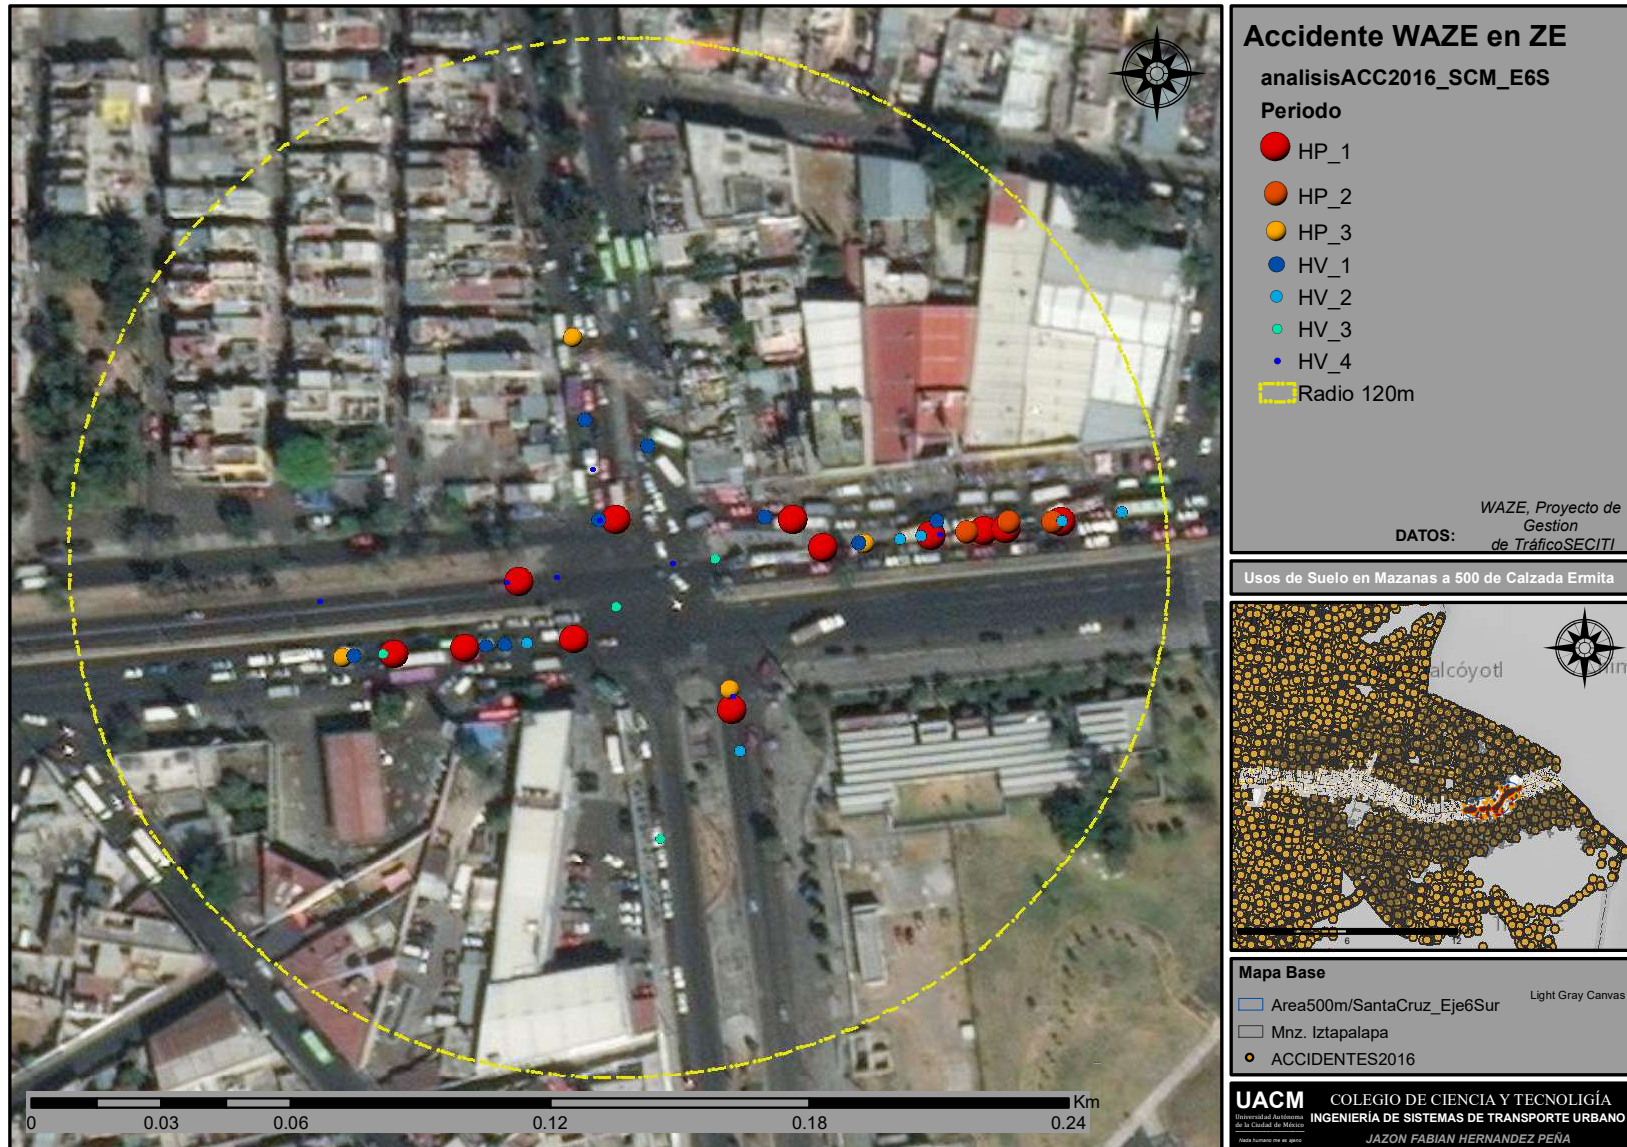 Accidente WAZE en ZE
analisisACC2016_SCM_E6S
Periodo
HP_1
HP_2
HP_3
HV_1
HV_2
HV_3
HV_4
Radio 120m
DATOS:
WAZE, Proyecto de
Gestion
de TráficoSECITI
Usos de Suelo en Mazanas a 500 de Calzada Ermita
alcóyotl
6
12
Mapa Base
Light Gray Canvas
Area500m/SantaCruz_Eje6Sur
Mnz. Iztapalapa
ACCIDENTES2016
UACM
Universidad Autónoma
de la Ciudad de México
Nada humano me es ajeno
COLEGIO DE CIENCIA Y TECNOLIGÍA
INGENIERÍA DE SISTEMAS DE TRANSPORTE URBANO
JAZON FABIAN HERNANDEZ PEÑA
Km
0
0.03
0.06
0.12
0.18
0.24